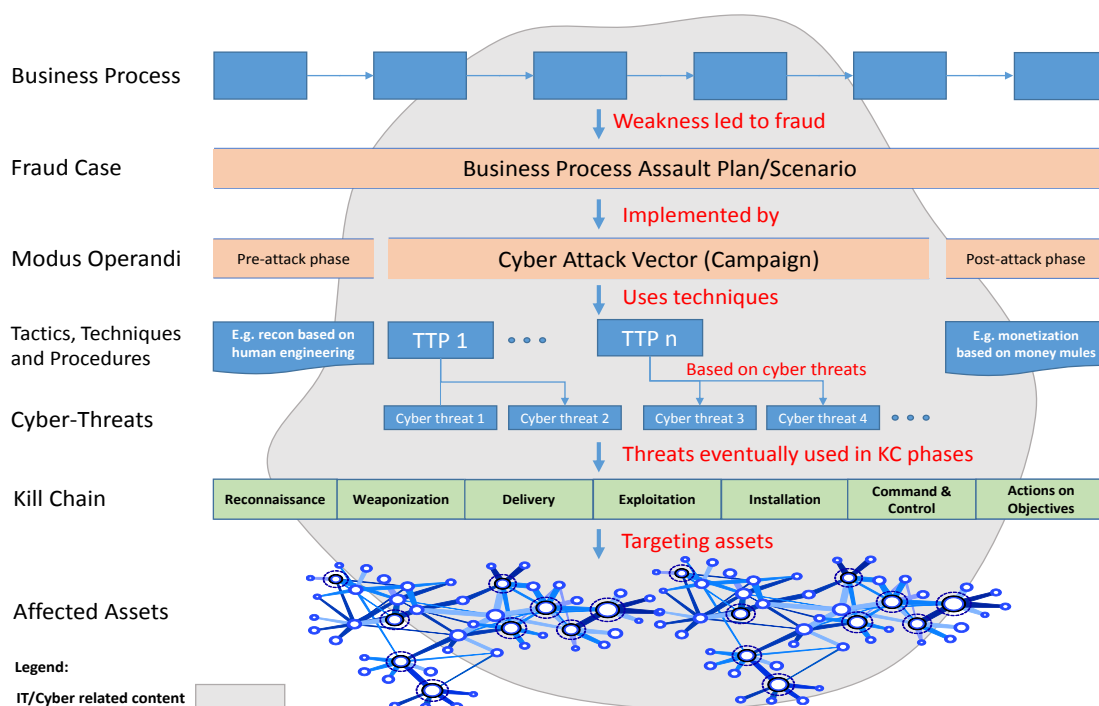 Business Process
Weakness led to fraud
Fraud Case
Business Process Assault Plan/Scenario
Implemented by
Modus Operandi
Pre-attack phase
Cyber Attack Vector (Campaign)
Post-attack phase
Uses techniques
Tactics, Techniques
and Procedures
E.g. recon based on
human engineering
TTP 1
TTP n
E.g. monetization
based on money mules
Based on cyber threats
Cyber-Threats
Cyber threat 1
Cyber threat 2
Cyber threat 3
Cyber threat 4
Threats eventually used in KC phases
Kill Chain
Reconnaissance
Weaponization
Delivery
Exploitation
Installation
Command &
Control
Actions on
Objectives
Targeting assets
Affected Assets
Legend:
IT/Cyber related content